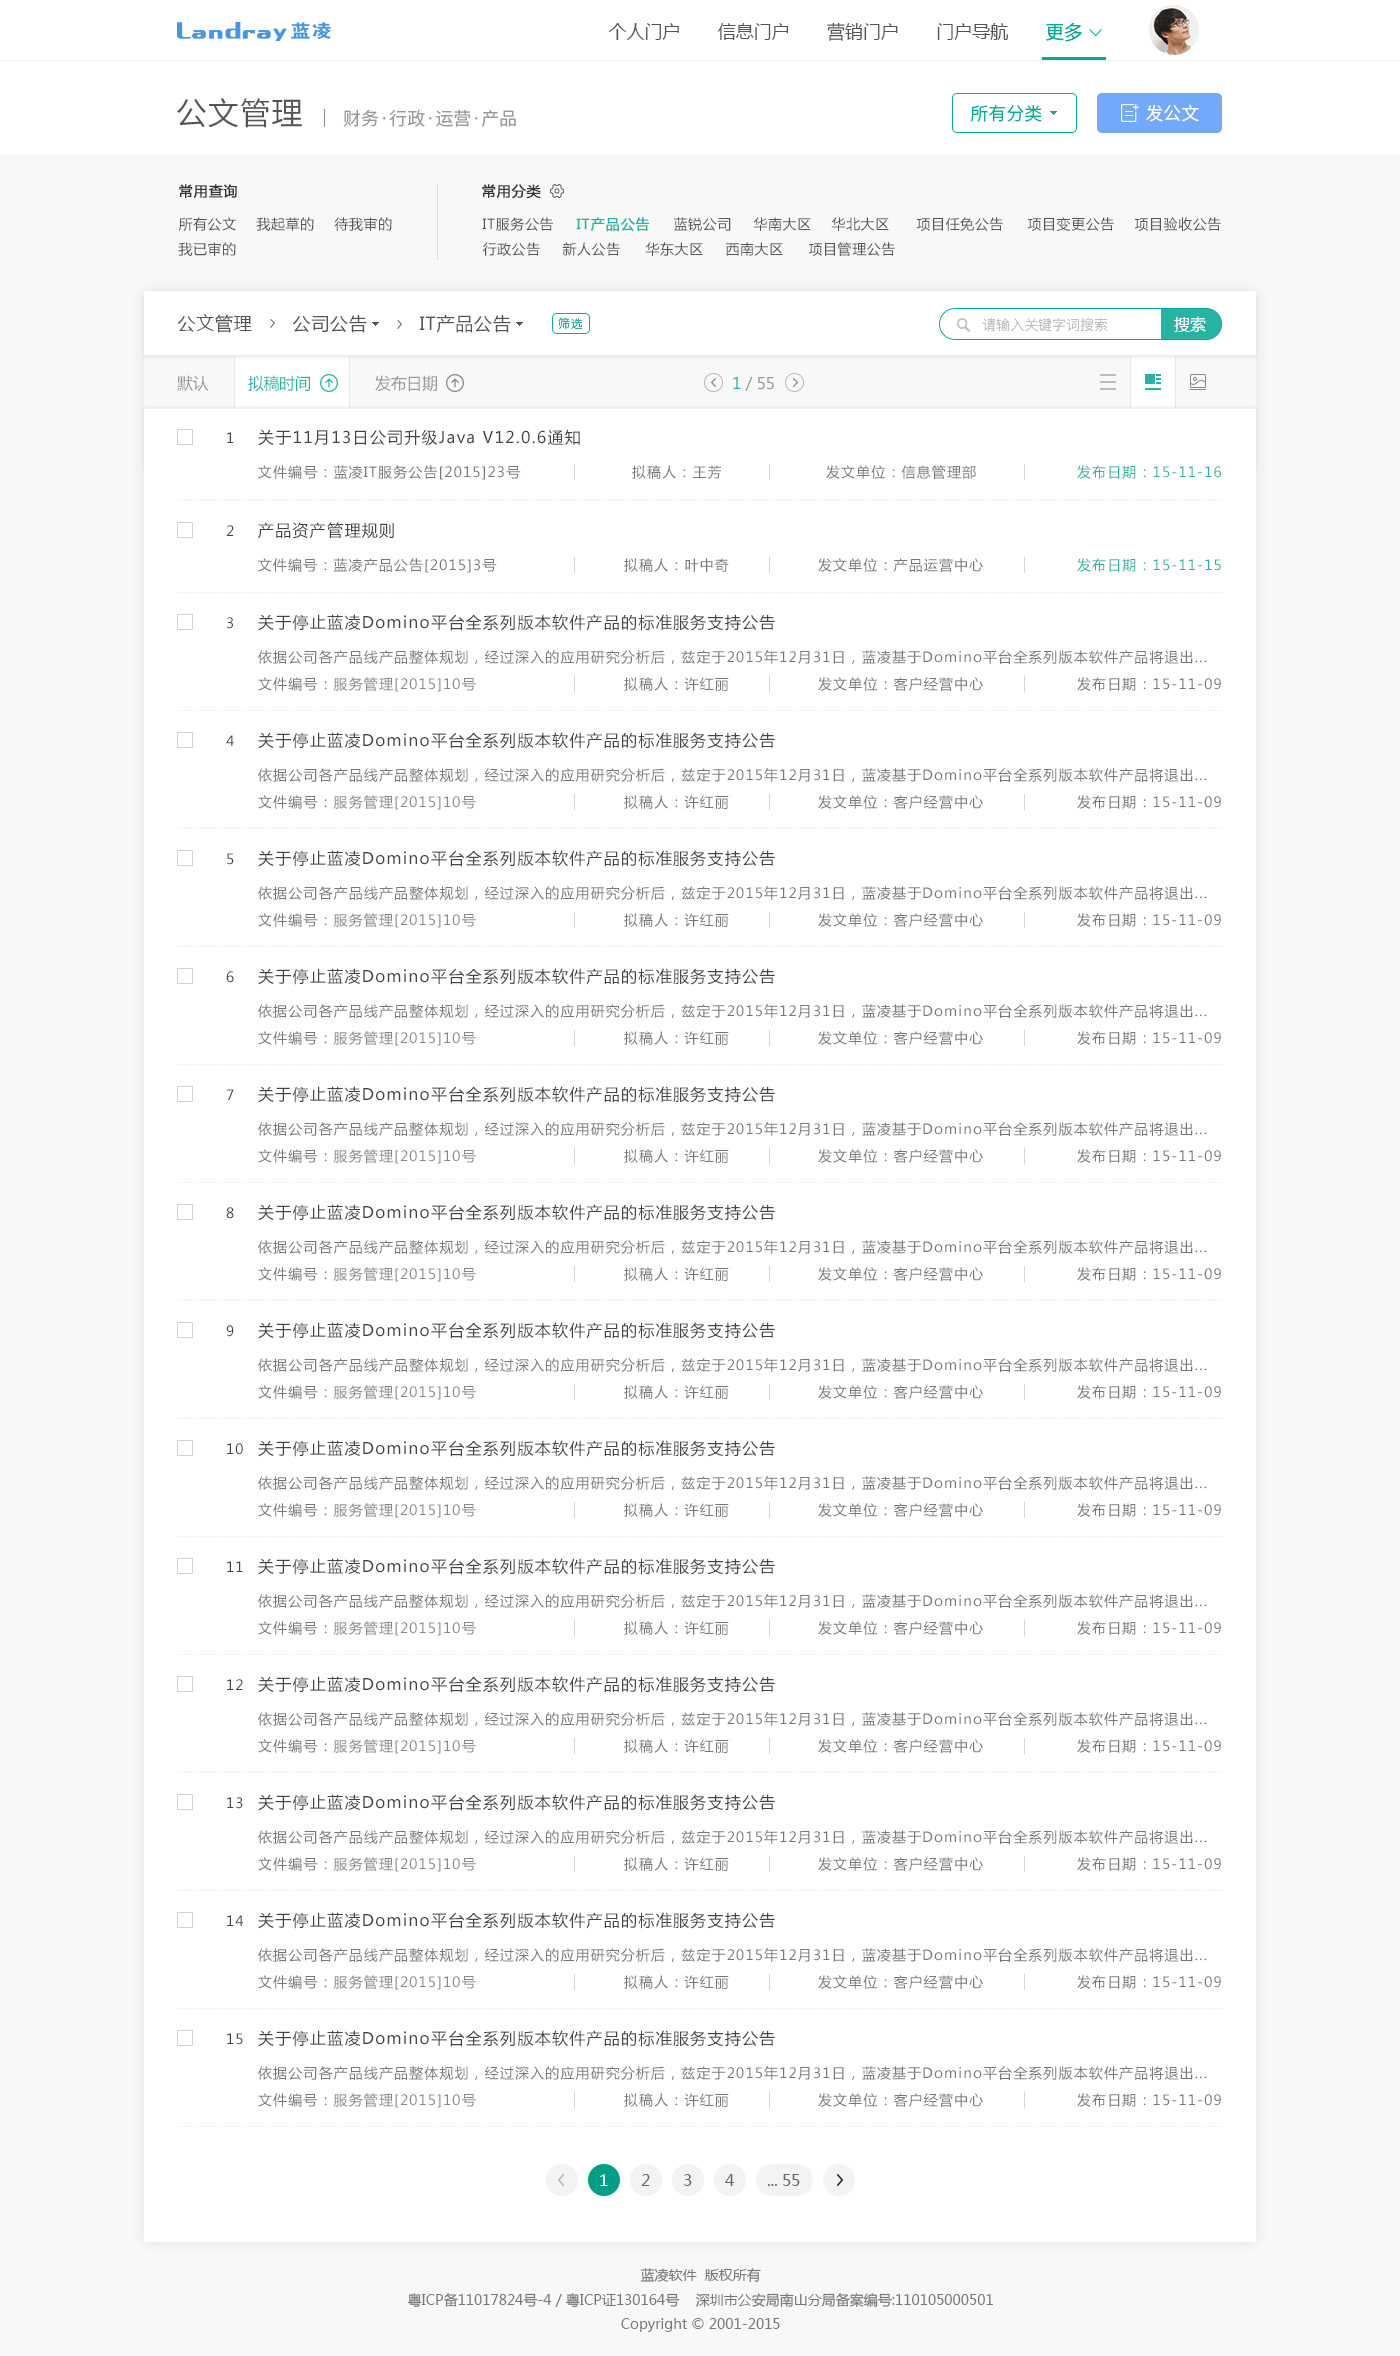 Landray 蓝凌 个人门户 信息门户 营销门户 门户导航 更多
公文管理 | 财务·行政·运营·产品 所有分类 发公文
常用查询 常用分类
所有公文 我起草的 待我审的 IT服务公告 IT产品公告 蓝锐公司 华南大区 华北大区 项目任免公告 项目变更公告 项目验收公告
我已审的 行政公告 新人公告 华东大区 西南大区 项目管理公告
公文管理 > 公司公告 > IT产品公告 筛选 请输入关键字词搜索 搜索
默认 拟稿时间 发布日期 1 / 55
1 关于11月13日公司升级Java V12.0.6通知
文件编号：蓝凌IT服务公告[2015]23号 拟稿人：王芳 发文单位：信息管理部 发布日期：15-11-16
2 产品资产管理规则
文件编号：蓝凌产品公告[2015]3号 拟稿人：叶中奇 发文单位：产品运营中心 发布日期：15-11-15
3 关于停止蓝凌Domino平台全系列版本软件产品的标准服务支持公告
依据公司各产品线产品整体规划，经过深入的应用研究分析后，兹定于2015年12月31日，蓝凌基于Domino平台全系列版本软件产品将退出...
文件编号：服务管理[2015]10号 拟稿人：许红丽 发文单位：客户经营中心 发布日期：15-11-09
4 关于停止蓝凌Domino平台全系列版本软件产品的标准服务支持公告
依据公司各产品线产品整体规划，经过深入的应用研究分析后，兹定于2015年12月31日，蓝凌基于Domino平台全系列版本软件产品将退出...
文件编号：服务管理[2015]10号 拟稿人：许红丽 发文单位：客户经营中心 发布日期：15-11-09
5 关于停止蓝凌Domino平台全系列版本软件产品的标准服务支持公告
依据公司各产品线产品整体规划，经过深入的应用研究分析后，兹定于2015年12月31日，蓝凌基于Domino平台全系列版本软件产品将退出...
文件编号：服务管理[2015]10号 拟稿人：许红丽 发文单位：客户经营中心 发布日期：15-11-09
6 关于停止蓝凌Domino平台全系列版本软件产品的标准服务支持公告
依据公司各产品线产品整体规划，经过深入的应用研究分析后，兹定于2015年12月31日，蓝凌基于Domino平台全系列版本软件产品将退出...
文件编号：服务管理[2015]10号 拟稿人：许红丽 发文单位：客户经营中心 发布日期：15-11-09
7 关于停止蓝凌Domino平台全系列版本软件产品的标准服务支持公告
依据公司各产品线产品整体规划，经过深入的应用研究分析后，兹定于2015年12月31日，蓝凌基于Domino平台全系列版本软件产品将退出...
文件编号：服务管理[2015]10号 拟稿人：许红丽 发文单位：客户经营中心 发布日期：15-11-09
8 关于停止蓝凌Domino平台全系列版本软件产品的标准服务支持公告
依据公司各产品线产品整体规划，经过深入的应用研究分析后，兹定于2015年12月31日，蓝凌基于Domino平台全系列版本软件产品将退出...
文件编号：服务管理[2015]10号 拟稿人：许红丽 发文单位：客户经营中心 发布日期：15-11-09
9 关于停止蓝凌Domino平台全系列版本软件产品的标准服务支持公告
依据公司各产品线产品整体规划，经过深入的应用研究分析后，兹定于2015年12月31日，蓝凌基于Domino平台全系列版本软件产品将退出...
文件编号：服务管理[2015]10号 拟稿人：许红丽 发文单位：客户经营中心 发布日期：15-11-09
10 关于停止蓝凌Domino平台全系列版本软件产品的标准服务支持公告
依据公司各产品线产品整体规划，经过深入的应用研究分析后，兹定于2015年12月31日，蓝凌基于Domino平台全系列版本软件产品将退出...
文件编号：服务管理[2015]10号 拟稿人：许红丽 发文单位：客户经营中心 发布日期：15-11-09
11 关于停止蓝凌Domino平台全系列版本软件产品的标准服务支持公告
依据公司各产品线产品整体规划，经过深入的应用研究分析后，兹定于2015年12月31日，蓝凌基于Domino平台全系列版本软件产品将退出...
文件编号：服务管理[2015]10号 拟稿人：许红丽 发文单位：客户经营中心 发布日期：15-11-09
12 关于停止蓝凌Domino平台全系列版本软件产品的标准服务支持公告
依据公司各产品线产品整体规划，经过深入的应用研究分析后，兹定于2015年12月31日，蓝凌基于Domino平台全系列版本软件产品将退出...
文件编号：服务管理[2015]10号 拟稿人：许红丽 发文单位：客户经营中心 发布日期：15-11-09
13 关于停止蓝凌Domino平台全系列版本软件产品的标准服务支持公告
依据公司各产品线产品整体规划，经过深入的应用研究分析后，兹定于2015年12月31日，蓝凌基于Domino平台全系列版本软件产品将退出...
文件编号：服务管理[2015]10号 拟稿人：许红丽 发文单位：客户经营中心 发布日期：15-11-09
14 关于停止蓝凌Domino平台全系列版本软件产品的标准服务支持公告
依据公司各产品线产品整体规划，经过深入的应用研究分析后，兹定于2015年12月31日，蓝凌基于Domino平台全系列版本软件产品将退出...
文件编号：服务管理[2015]10号 拟稿人：许红丽 发文单位：客户经营中心 发布日期：15-11-09
15 关于停止蓝凌Domino平台全系列版本软件产品的标准服务支持公告
依据公司各产品线产品整体规划，经过深入的应用研究分析后，兹定于2015年12月31日，蓝凌基于Domino平台全系列版本软件产品将退出...
文件编号：服务管理[2015]10号 拟稿人：许红丽 发文单位：客户经营中心 发布日期：15-11-09
1 2 3 4 ... 55
蓝凌软件 版权所有
粤ICP备11017824号-4 / 粤ICP证130164号 深圳市公安局南山分局备案编号:110105000501
Copyright © 2001-2015